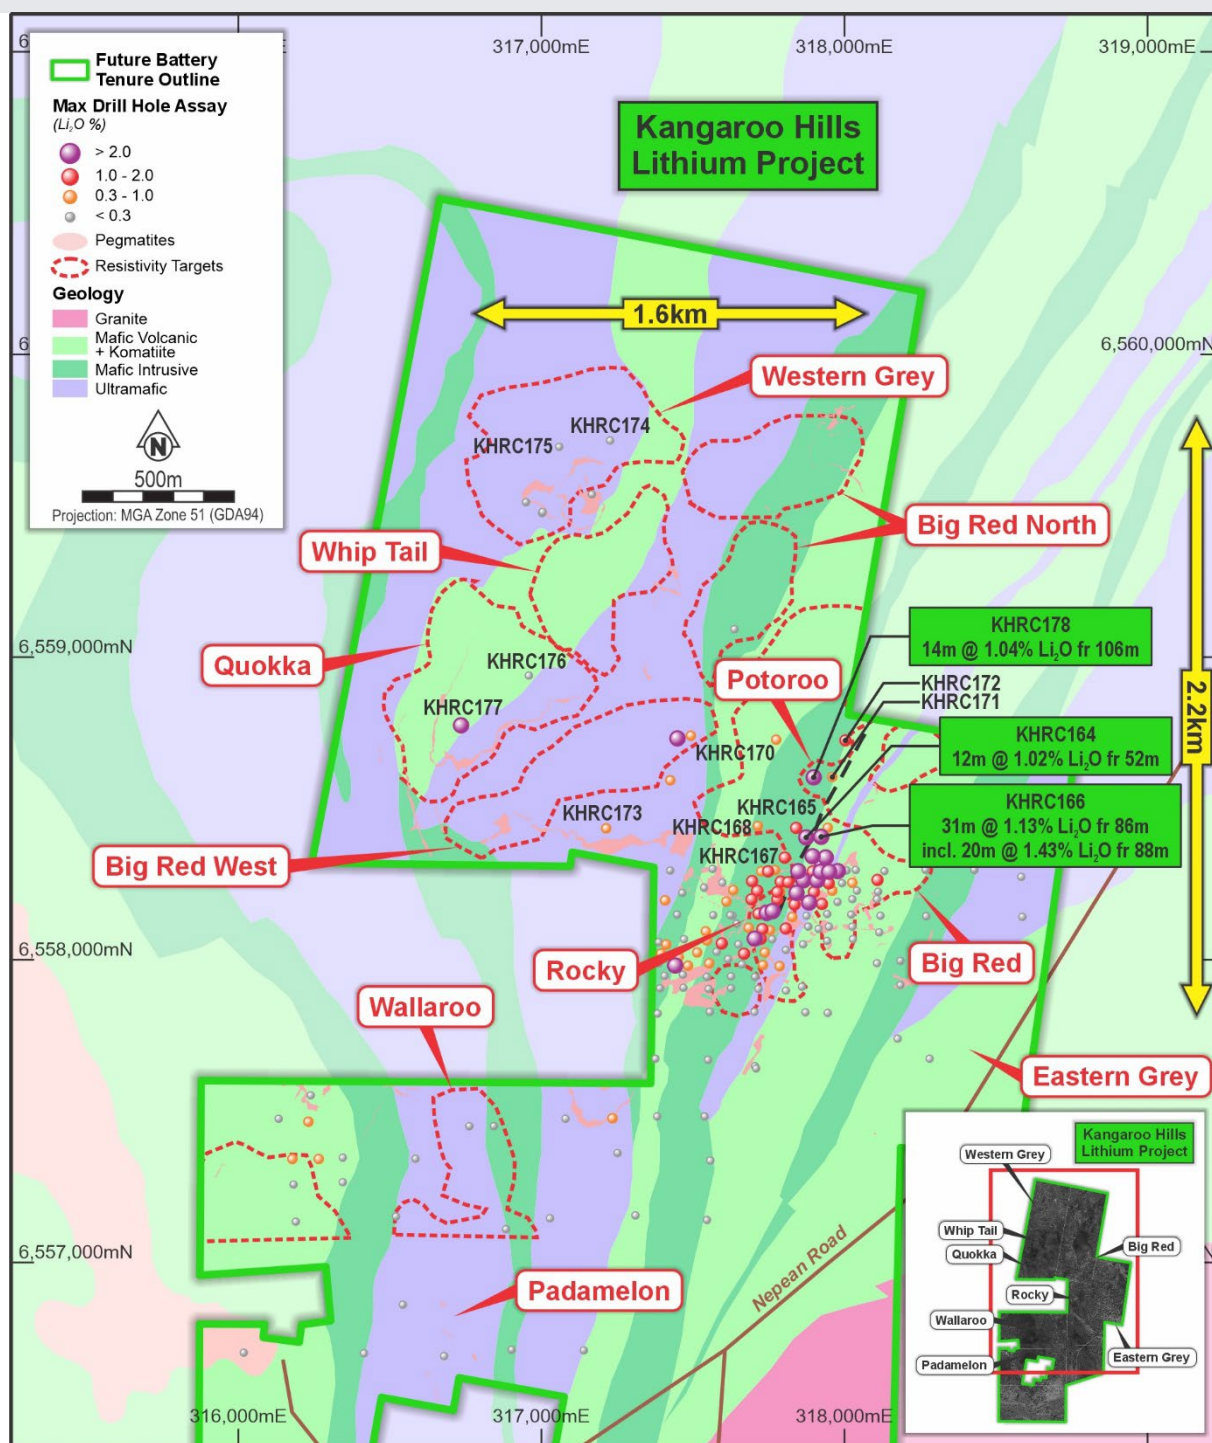 317,000mE
318,000mE
319,000mE
6
E
Future Battery
Tenure Outline
Max Drill Hole Assay
(Li₂O %)
> 2.0
1.0 - 2.0
0.3 - 1.0
< 0.3
Pegmatites
Resistivity Targets
Geology
Granite
Mafic Volcanic
+ Komatiite
Mafic Intrusive
Ultramafic
N
500m
Projection: MGA Zone 51 (GDA94)
Kangaroo Hills
Lithium Project
1.6km
6
6,560,000mN
Western Grey
KHRC174
KHRC175
Big Red North
Whip Tail
6,559,000mN
KHRC178
14m @ 1.04% Li₂O fr 106m
Quokka
KHRC176
Potoroo
KHRC172
KHRC171
2.2km
KHRC177
KHRC164
12m @ 1.02% Li₂O fr 52m
KHRC170
KHRC173
KHRC165
KHRC168
KHRC166
31m @ 1.13% Li₂O fr 86m
incl. 20m @ 1.43% Li₂O fr 88m
KHRC167
Big Red West
6,558,000mN
Rocky
Big Red
Wallaroo
Eastern Grey
6,557,000mN
N
Padamelon
Nepean Road
Kangaroo Hills
Lithium Project
Western Grey
Whip Tail
Quokka
Big Red
Rocky
Wallaroo
Padamelon
Eastern Grey
316,000mE
317,000mE
318,000mE